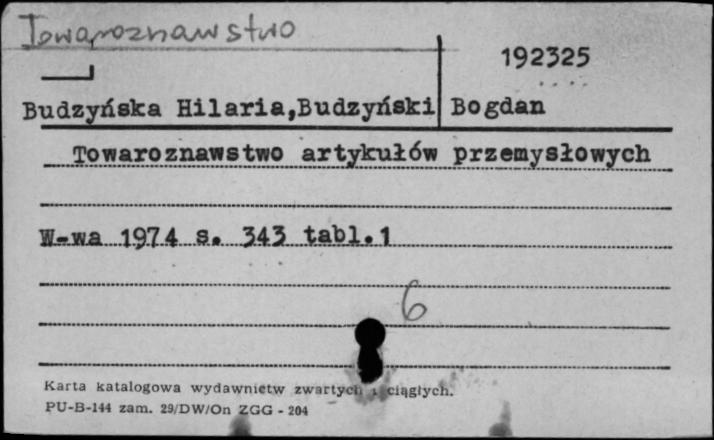 Towaroznawstwo
192325
Budzyńska Hilaria,Budzyński Bogdan
Towaroznawstwo artykułów przemysłowych
W-wa 1974 s. 343 tabl.1
6
Karta katalogowa wydawnictw zwartych i ciągłych.
PU-B-144 zam. 29/DW/On ZGG - 204